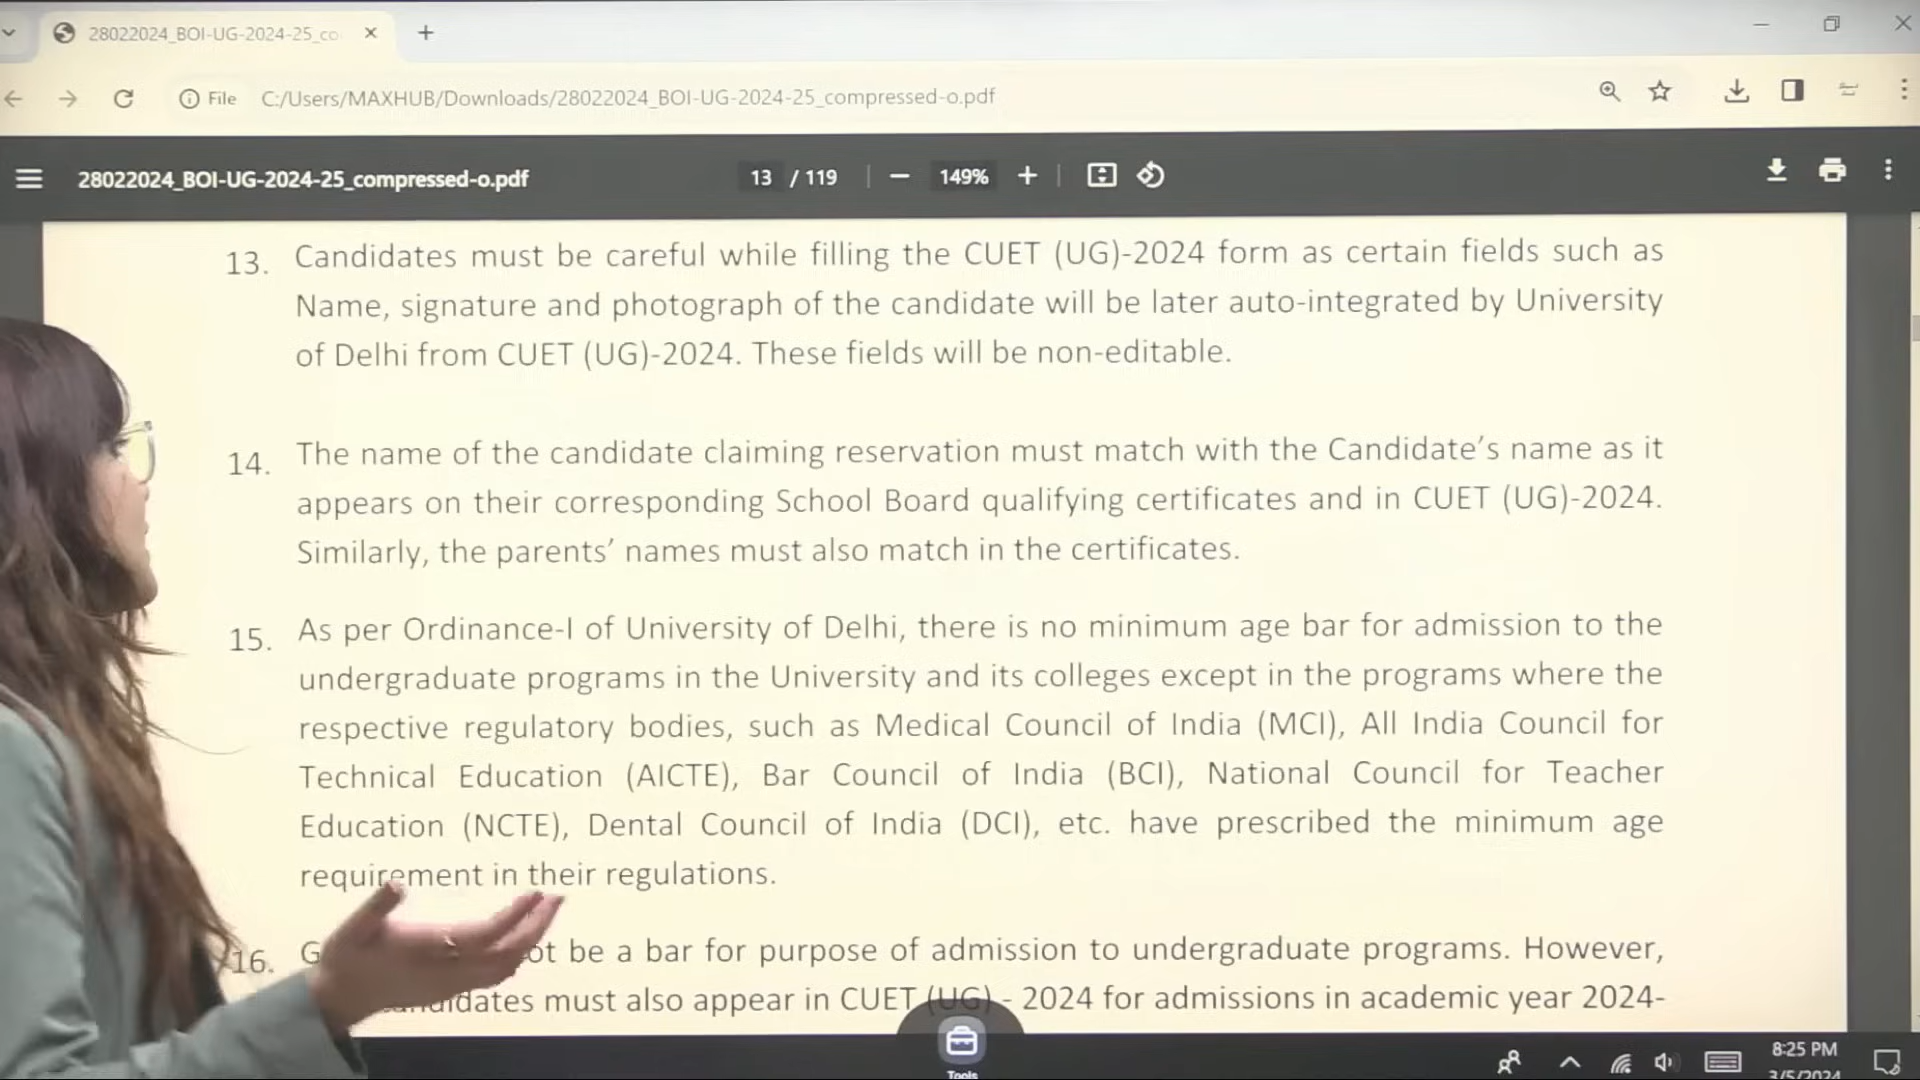 28022024_BOI-UG-2024-25_co
File C:/Users/MAXHUB/Downloads/28022024_BOI-UG-2024-25_compressed-o.pdf
28022024_BOI-UG-2024-25_compressed-o.pdf 13 / 119 149%
13. Candidates must be careful while filling the CUET (UG)-2024 form as certain fields such as
Name, signature and photograph of the candidate will be later auto-integrated by University
of Delhi from CUET (UG)-2024. These fields will be non-editable.
14. The name of the candidate claiming reservation must match with the Candidate’s name as it
appears on their corresponding School Board qualifying certificates and in CUET (UG)-2024.
Similarly, the parents’ names must also match in the certificates.
15. As per Ordinance-I of University of Delhi, there is no minimum age bar for admission to the
undergraduate programs in the University and its colleges except in the programs where the
respective regulatory bodies, such as Medical Council of India (MCI), All India Council for
Technical Education (AICTE), Bar Council of India (BCI), National Council for Teacher
Education (NCTE), Dental Council of India (DCI), etc. have prescribed the minimum age
requirement in their regulations.
16. be a bar for purpose of admission to undergraduate programs. However,
must also appear in CUET (UG) - 2024 for admissions in academic year 2024-
Tools
8:25 PM
3/5/2024